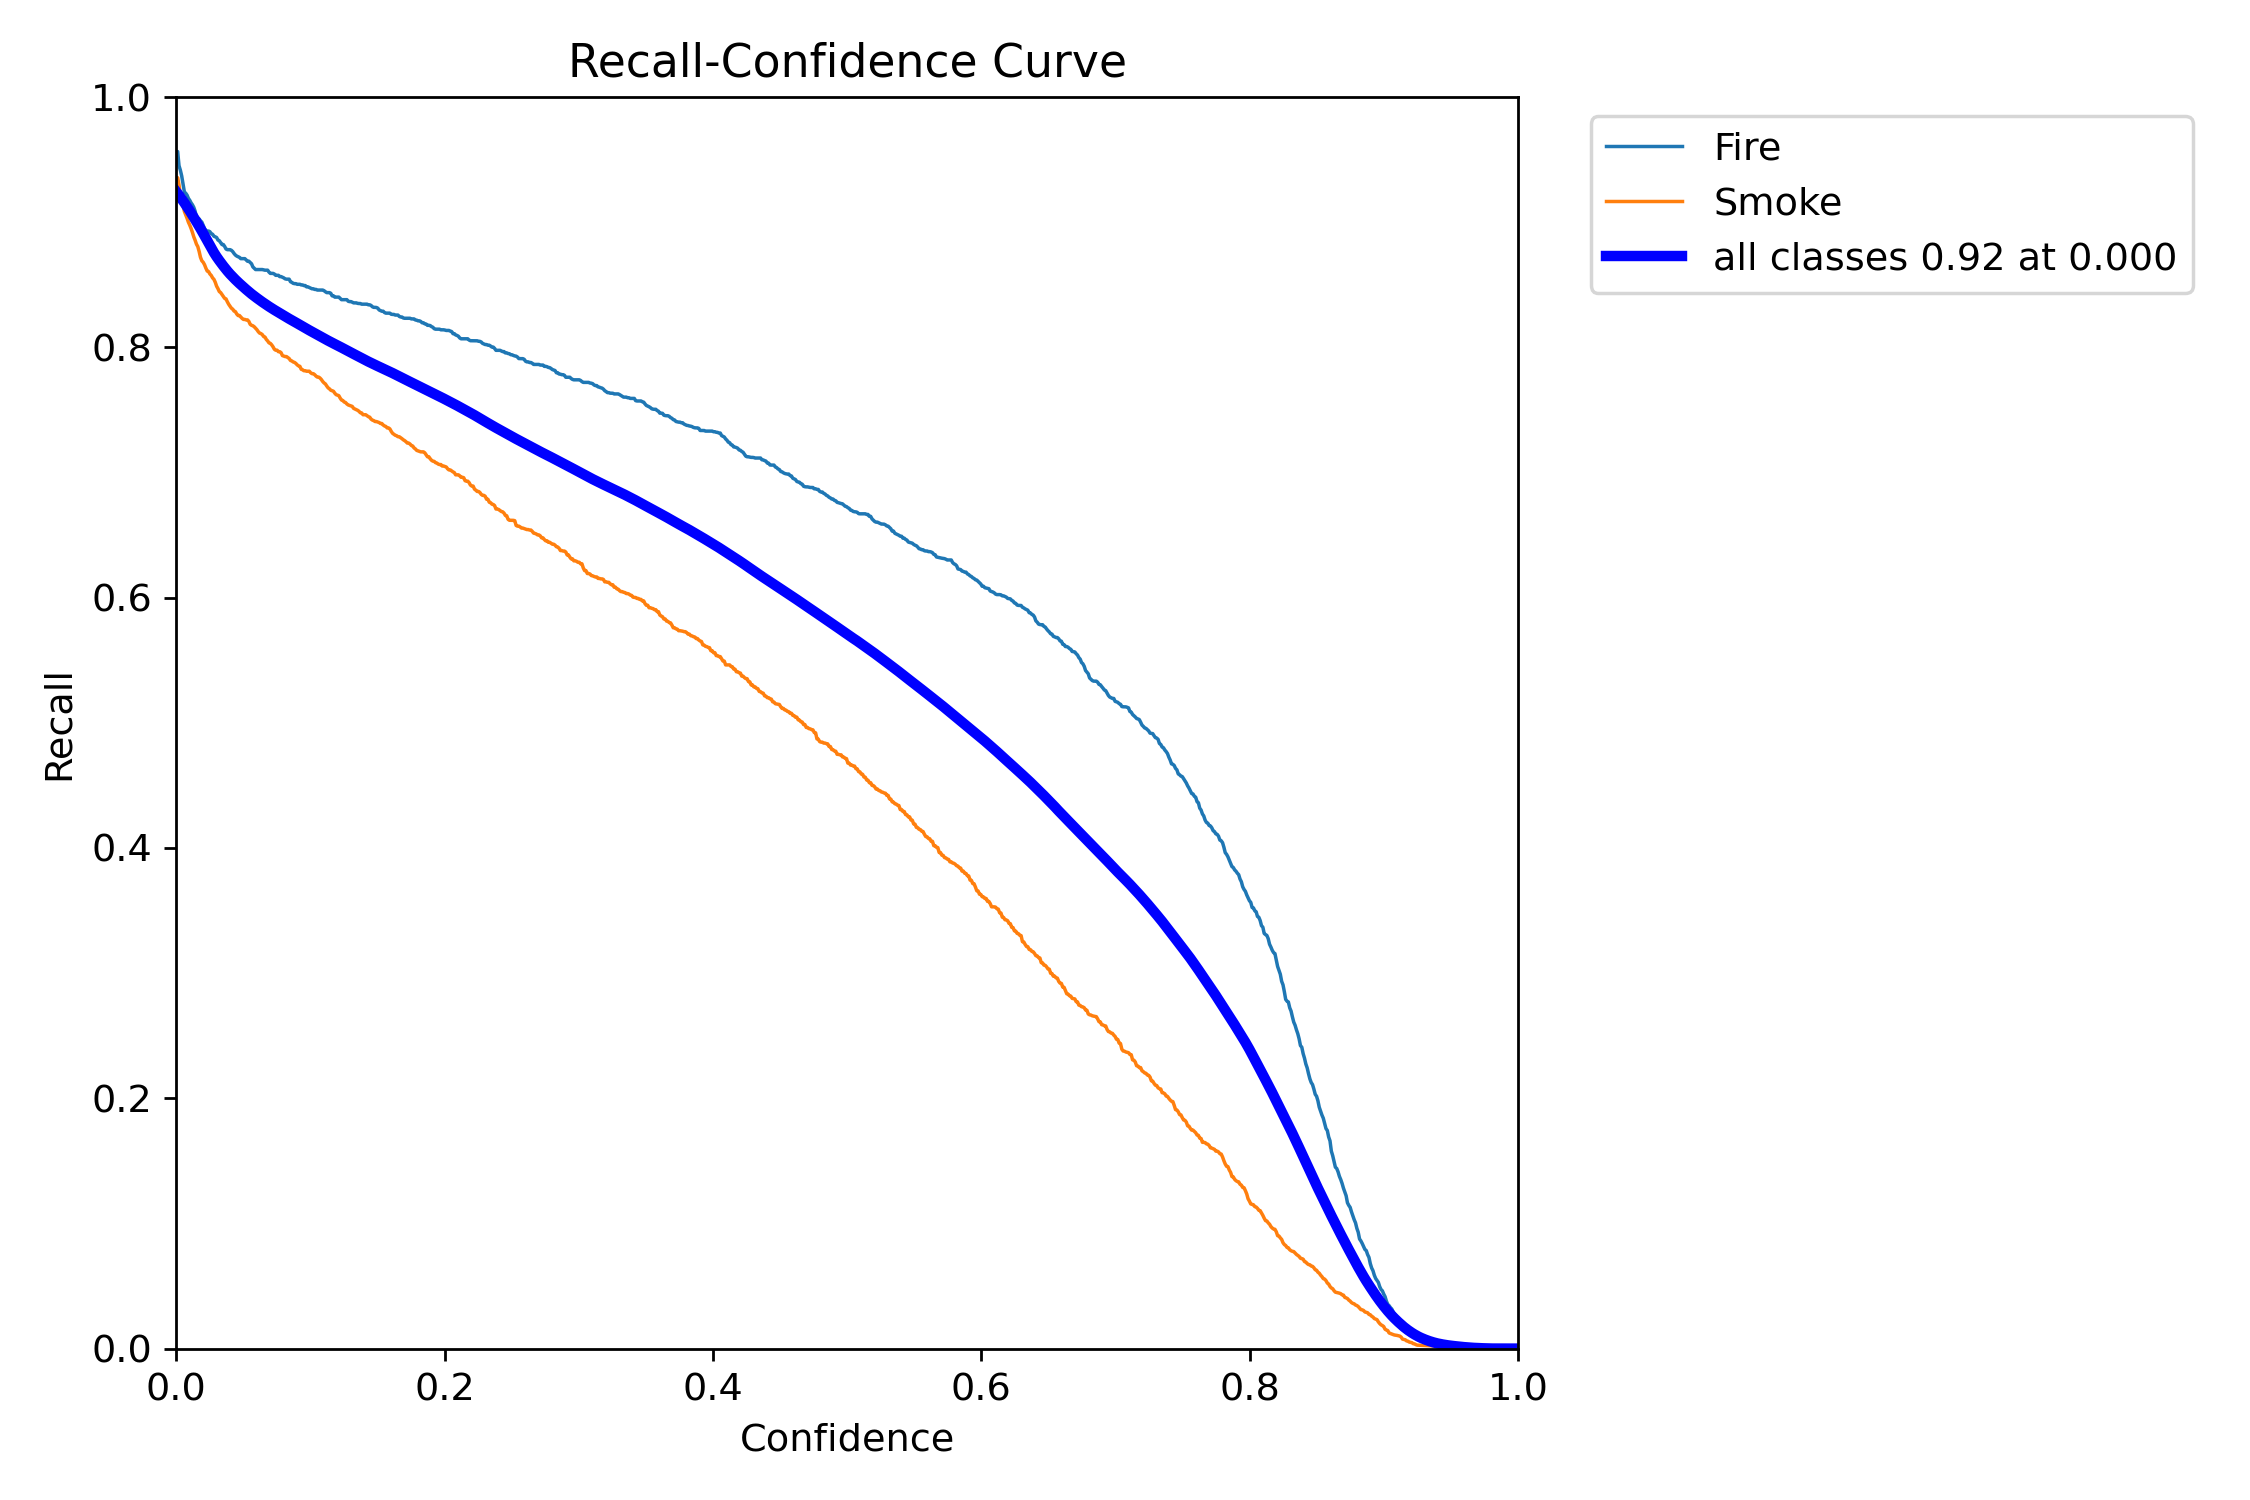 Recall-Confidence Curve
1.0
0.8
0.6
0.4
0.2
0.0
Recall
0.0 0.2 0.4 0.6 0.8 1.0
Confidence
Fire
Smoke
all classes 0.92 at 0.000